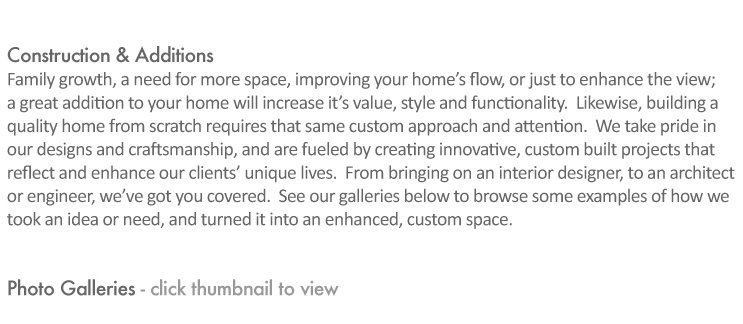 Construction & Additions
Family growth, a need for more space, improving your home’s flow, or just to enhance the view;
a great addition to your home will increase it’s value, style and functionality.  Likewise, building a
quality home from scratch requires that same custom approach and attention.  We take pride in
our designs and craftsmanship, and are fueled by creating innovative, custom built projects that
reflect and enhance our clients’ unique lives.  From bringing on an interior designer, to an architect
or engineer, we’ve got you covered.  See our galleries below to browse some examples of how we
took an idea or need, and turned it into an enhanced, custom space.
Photo Galleries - click thumbnail to view